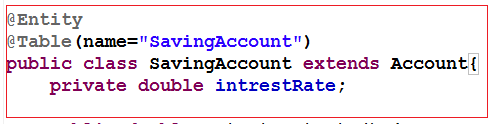 @Entity
@Table(name="SavingAccount")
public class SavingAccount extends Account{
    private double intrestRate;